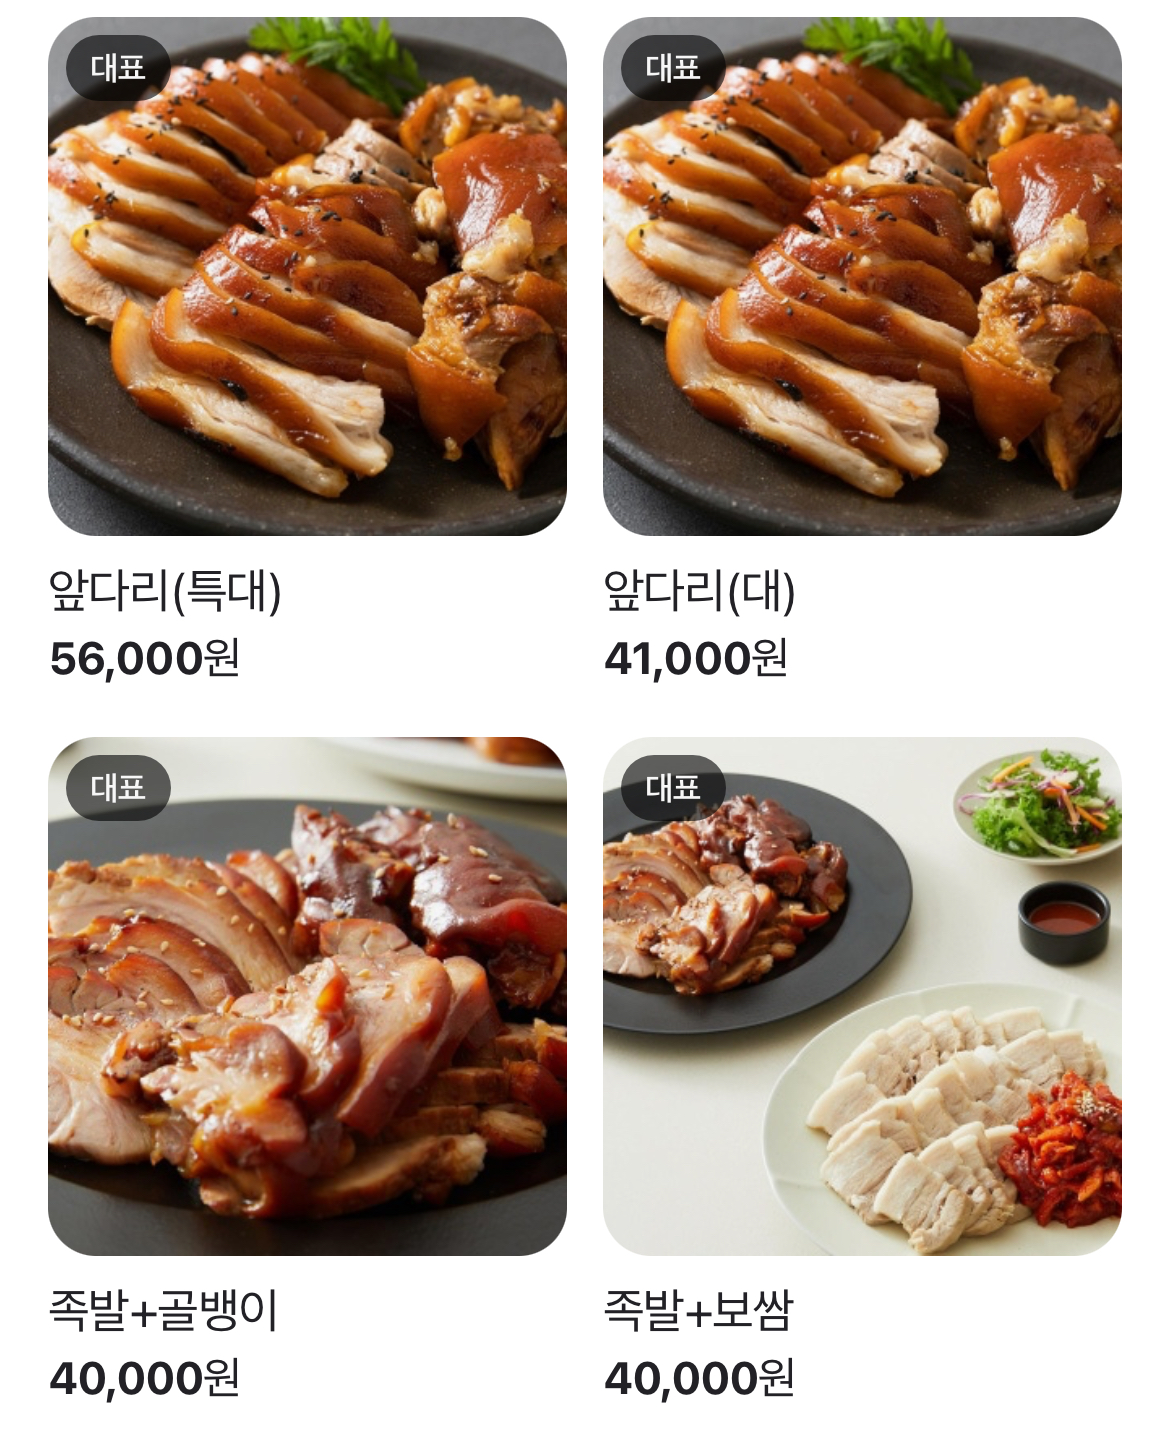 대표
대표
앞다리(특대)
56,000원
앞다리(대)
41,000원
대표
대표
족발+골뱅이
40,000원
족발+보쌈
40,000원